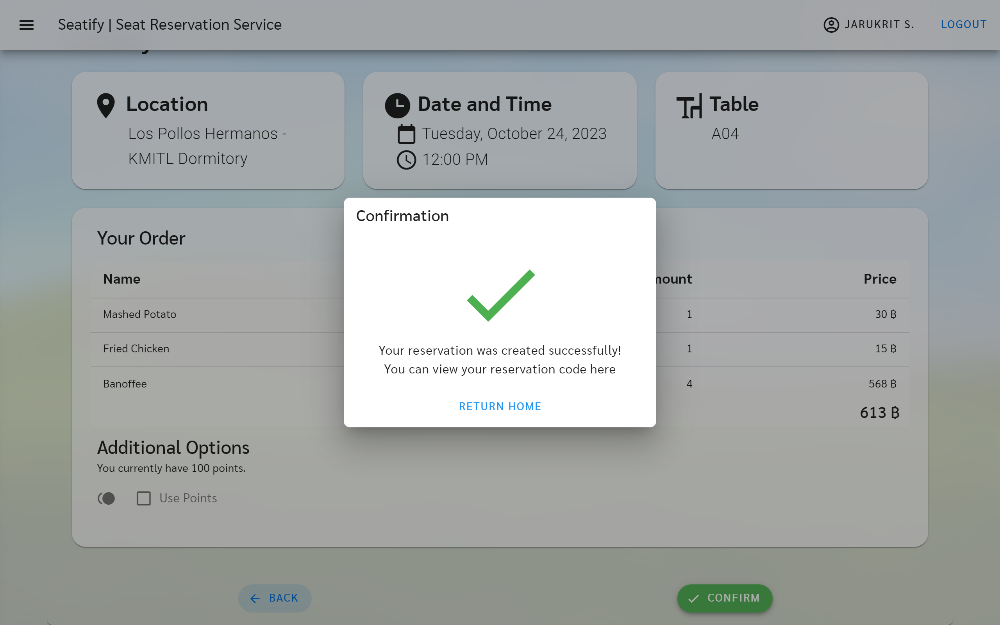 Seatify | Seat Reservation Service
JARUKRIT S.
LOGOUT
Location
Los Pollos Hermanos -
KMITL Dormitory
Date and Time
Tuesday, October 24, 2023
12:00 PM
Table
A04
Confirmation
Your reservation was created successfully!
You can view your reservation code here
RETURN HOME
Your Order
Name Price
Mashed Potato 1 30 ฿
Fried Chicken 1 15 ฿
Banoffee 4 568 ฿
613 ฿
Additional Options
You currently have 100 points.
Use Points
BACK
CONFIRM